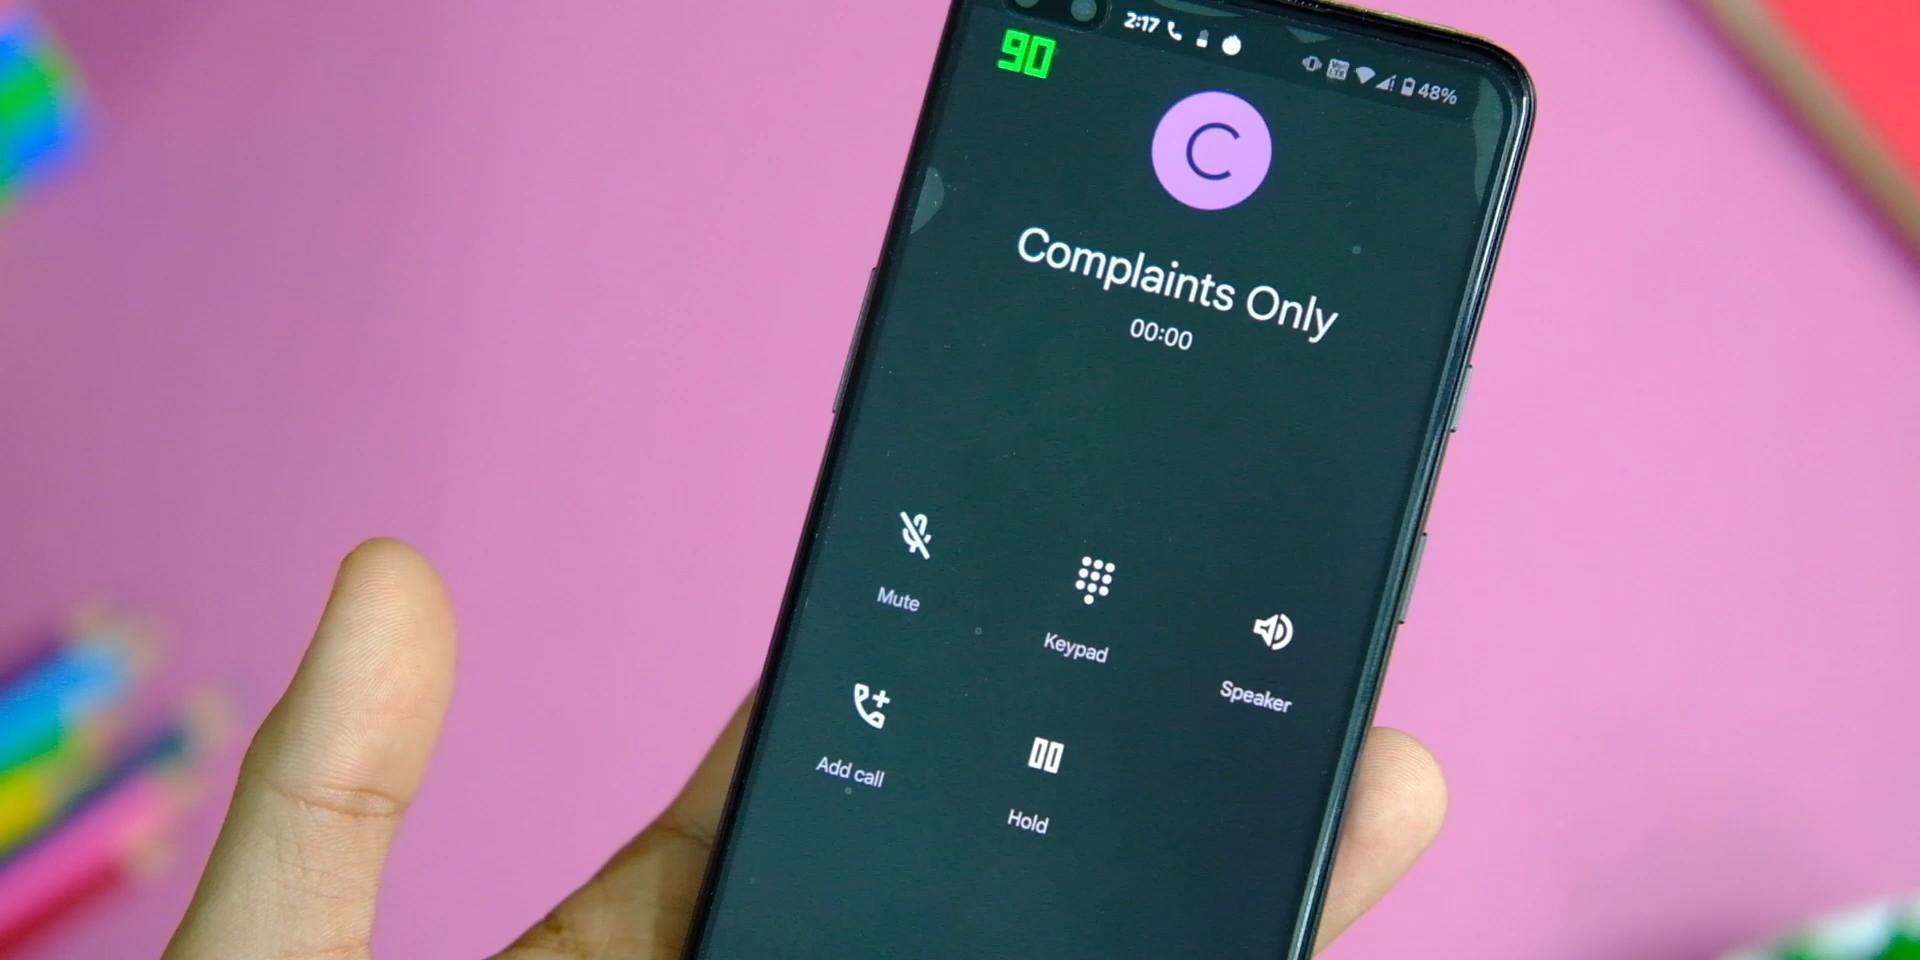 2:17
48%
90
C
Complaints Only
00:00
Mute
Keypad
Speaker
Add call
Hold